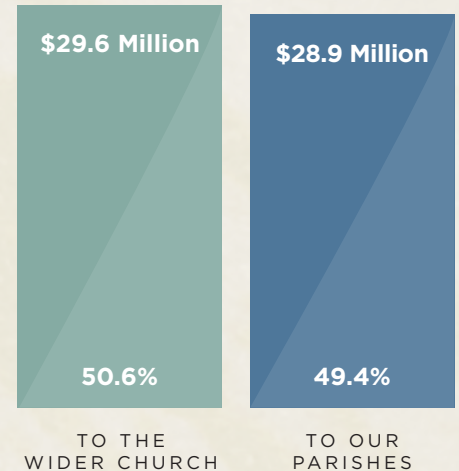 $29.6 Million
50.6%
TO THE
WIDER CHURCH
$28.9 Million
49.4%
TO OUR
PARISHES